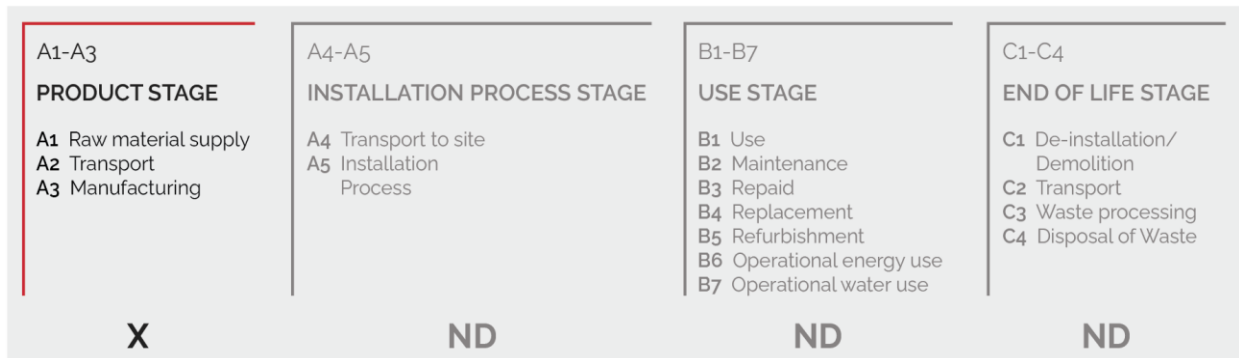 A1-A3
PRODUCT STAGE
A1 Raw material supply
A2 Transport
A3 Manufacturing
X
A4-A5
INSTALLATION PROCESS STAGE
A4 Transport to site
A5 Installation
Process
ND
B1-B7
USE STAGE
B1 Use
B2 Maintenance
B3 Repaid
B4 Replacement
B5 Refurbishment
B6 Operational energy use
B7 Operational water use
ND
C1-C4
END OF LIFE STAGE
C1 De-installation/
Demolition
C2 Transport
C3 Waste processing
C4 Disposal of Waste
ND